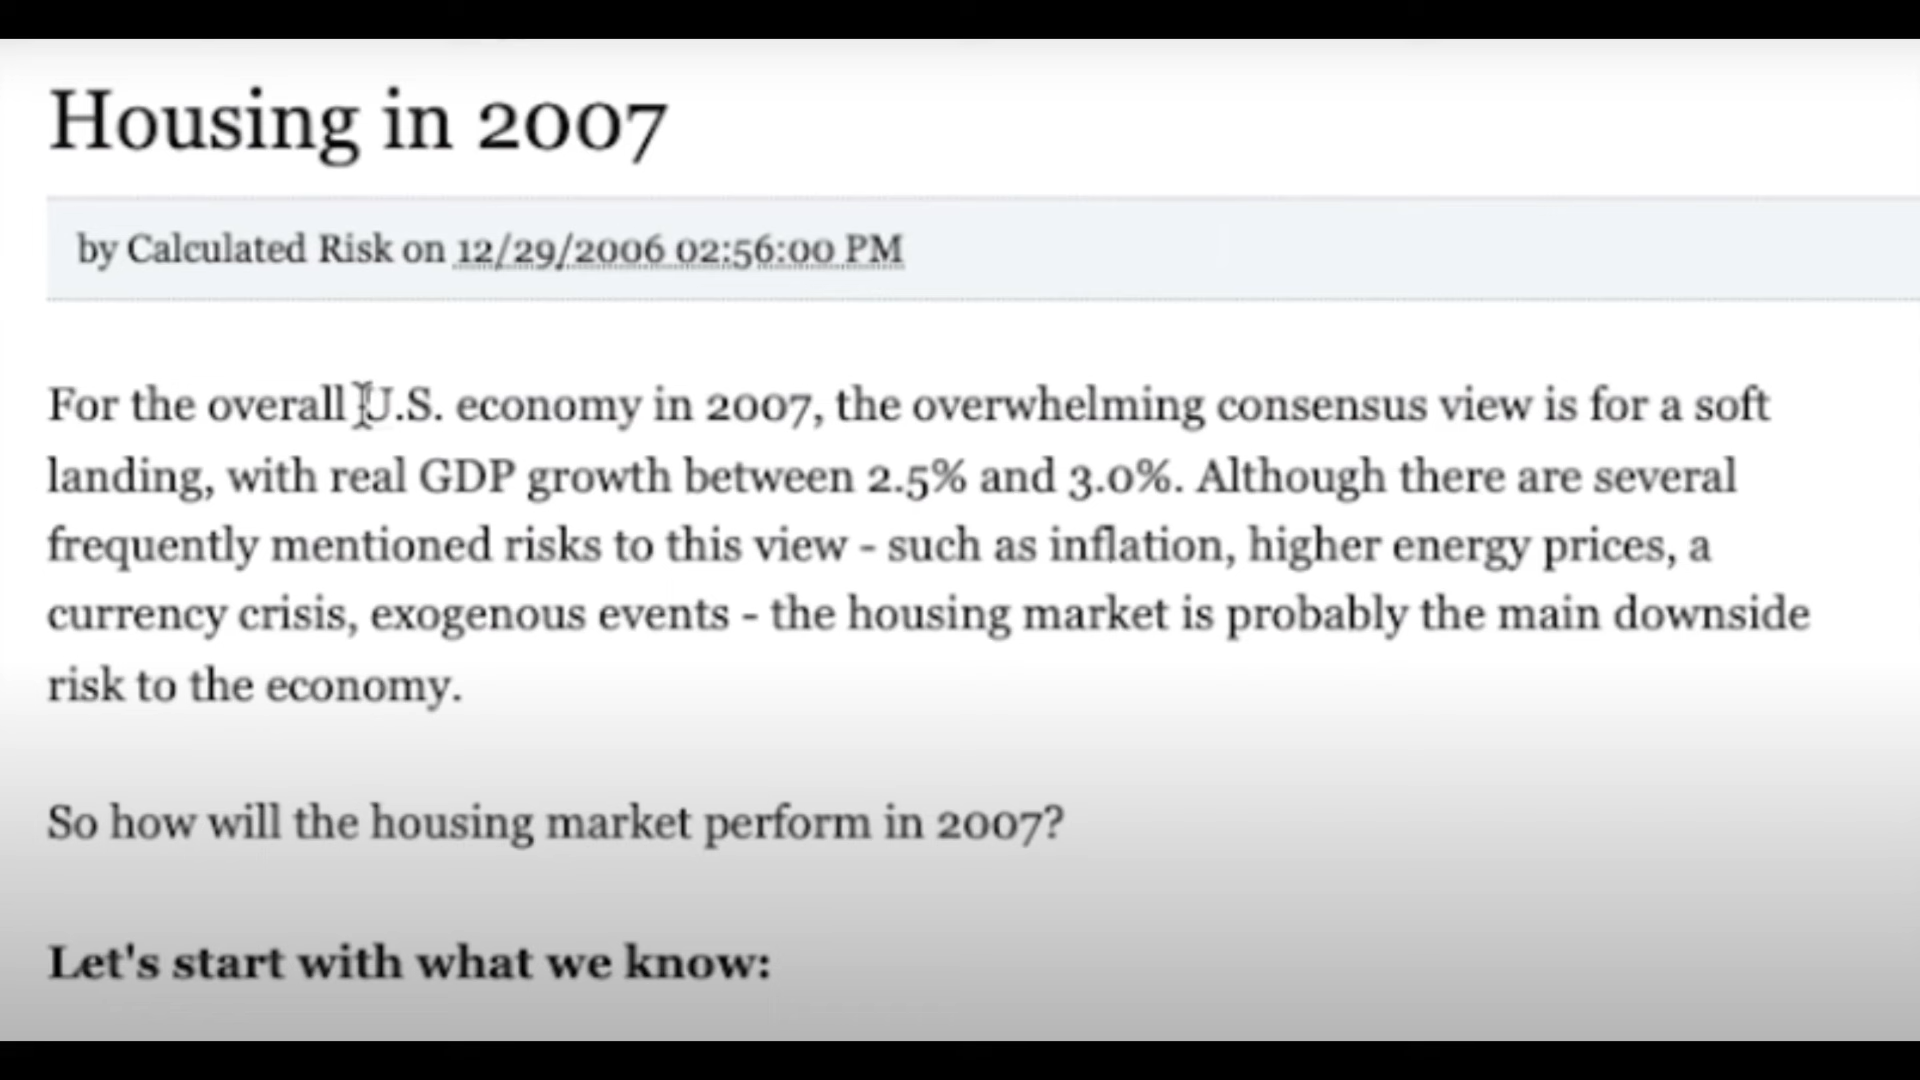 Housing in 2007
by Calculated Risk on 12/29/2006 02:56:00 PM
For the overall U.S. economy in 2007, the overwhelming consensus view is for a soft
landing, with real GDP growth between 2.5% and 3.0%. Although there are several
frequently mentioned risks to this view - such as inflation, higher energy prices, a
currency crisis, exogenous events - the housing market is probably the main downside
risk to the economy.
So how will the housing market perform in 2007?
Let's start with what we know: